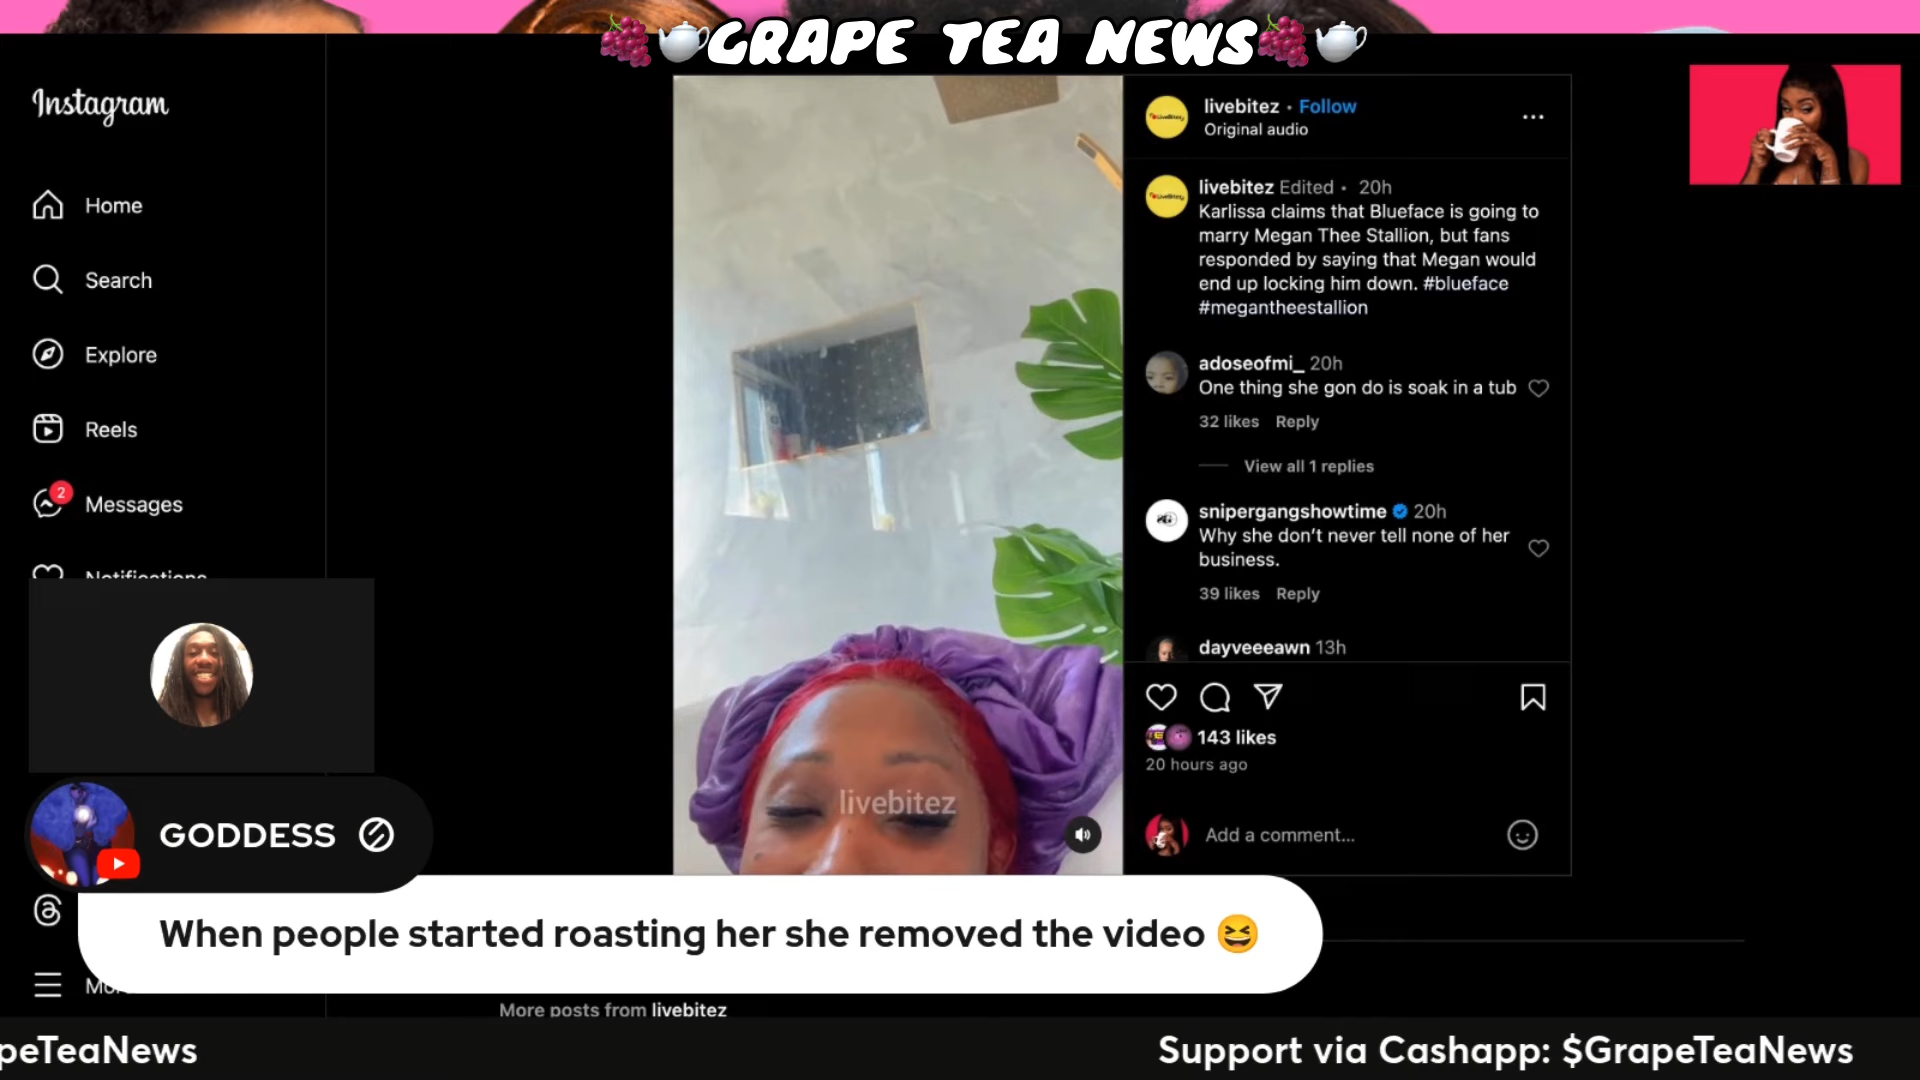 GRAPE TEA NEWS
Instagram
Home
Search
Explore
Reels
2
Messages
Notifications
livebitez • Follow
Original audio
livebitez Edited • 20h
Karlissa claims that Blueface is going to
marry Megan Thee Stallion, but fans
responded by saying that Megan would
end up locking him down. #blueface
#megantheestallion
adoseofmi_ 20h
One thing she gon do is soak in a tub
32 likes Reply
View all 1 replies
snipergangshowtime 20h
Why she don’t never tell none of her
business.
39 likes Reply
dayveeeawn 13h
143 likes
20 hours ago
Add a comment...
livebitez
GODDESS
When people started roasting her she removed the video 😆
More posts from livebitez
peTeaNews
Support via Cashapp: $GrapeTeaNews